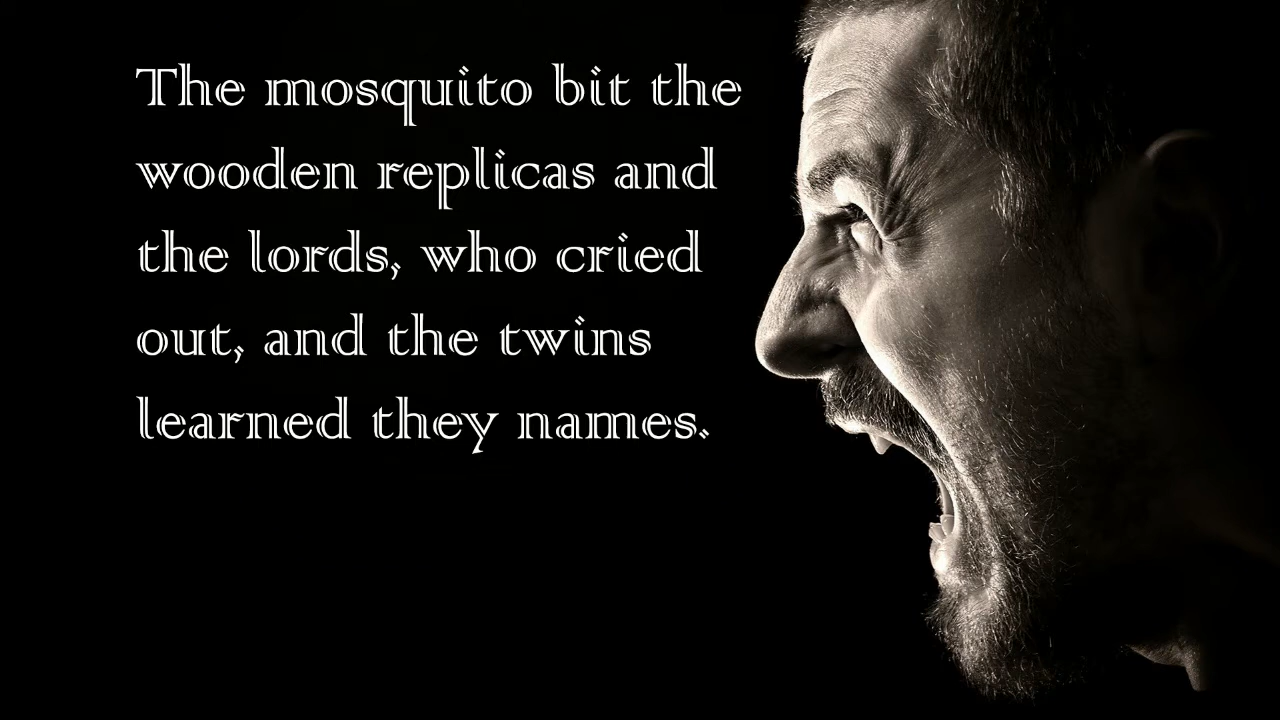 The mosquito bit the
wooden replicas and
the lords, who cried
out, and the twins
learned they names.